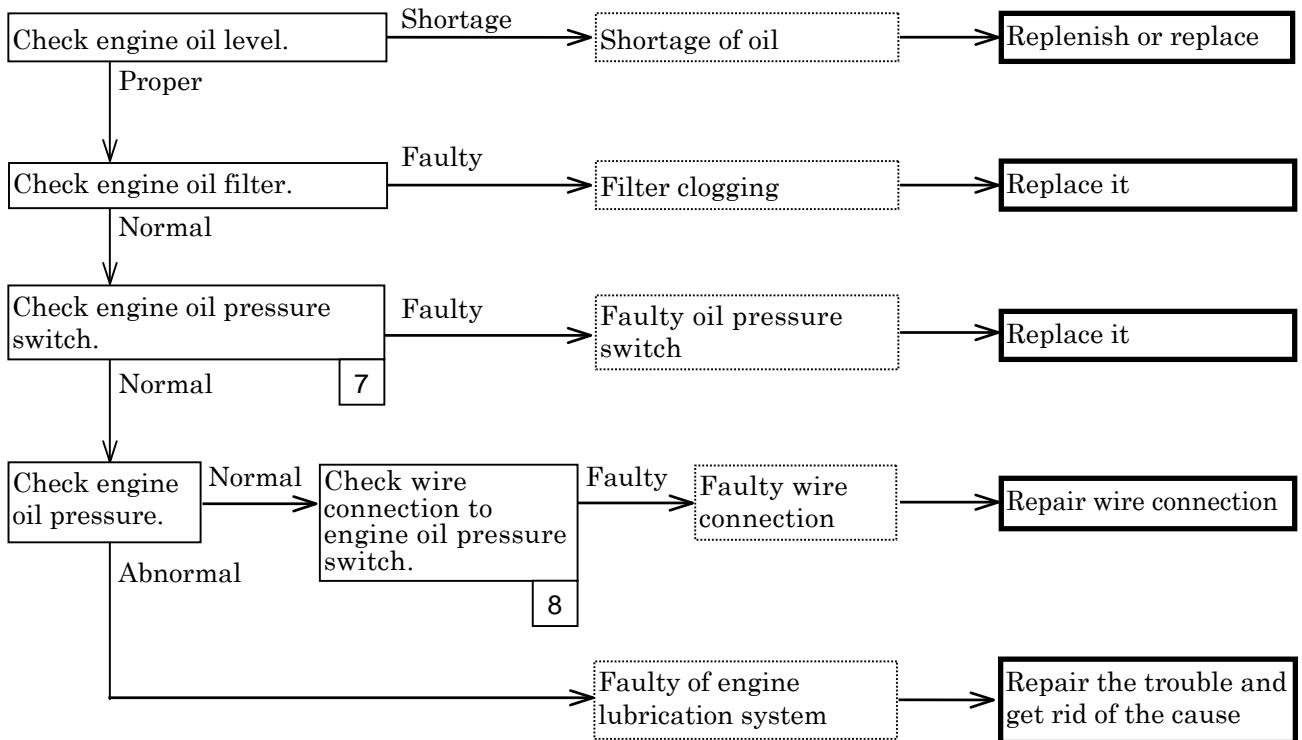 Shortage
Check engine oil level.
Shortage of oil
Replenish or replace
Proper
Faulty
Check engine oil filter.
Filter clogging
Replace it
Normal
Check engine oil pressure
switch.
7
Faulty
Faulty oil pressure
switch
Replace it
Normal
Check engine
oil pressure.
Normal
Check wire
connection to
engine oil pressure
switch.
8
Faulty
Faulty wire
connection
Repair wire connection
Abnormal
Faulty of engine
lubrication system
Repair the trouble and
get rid of the cause